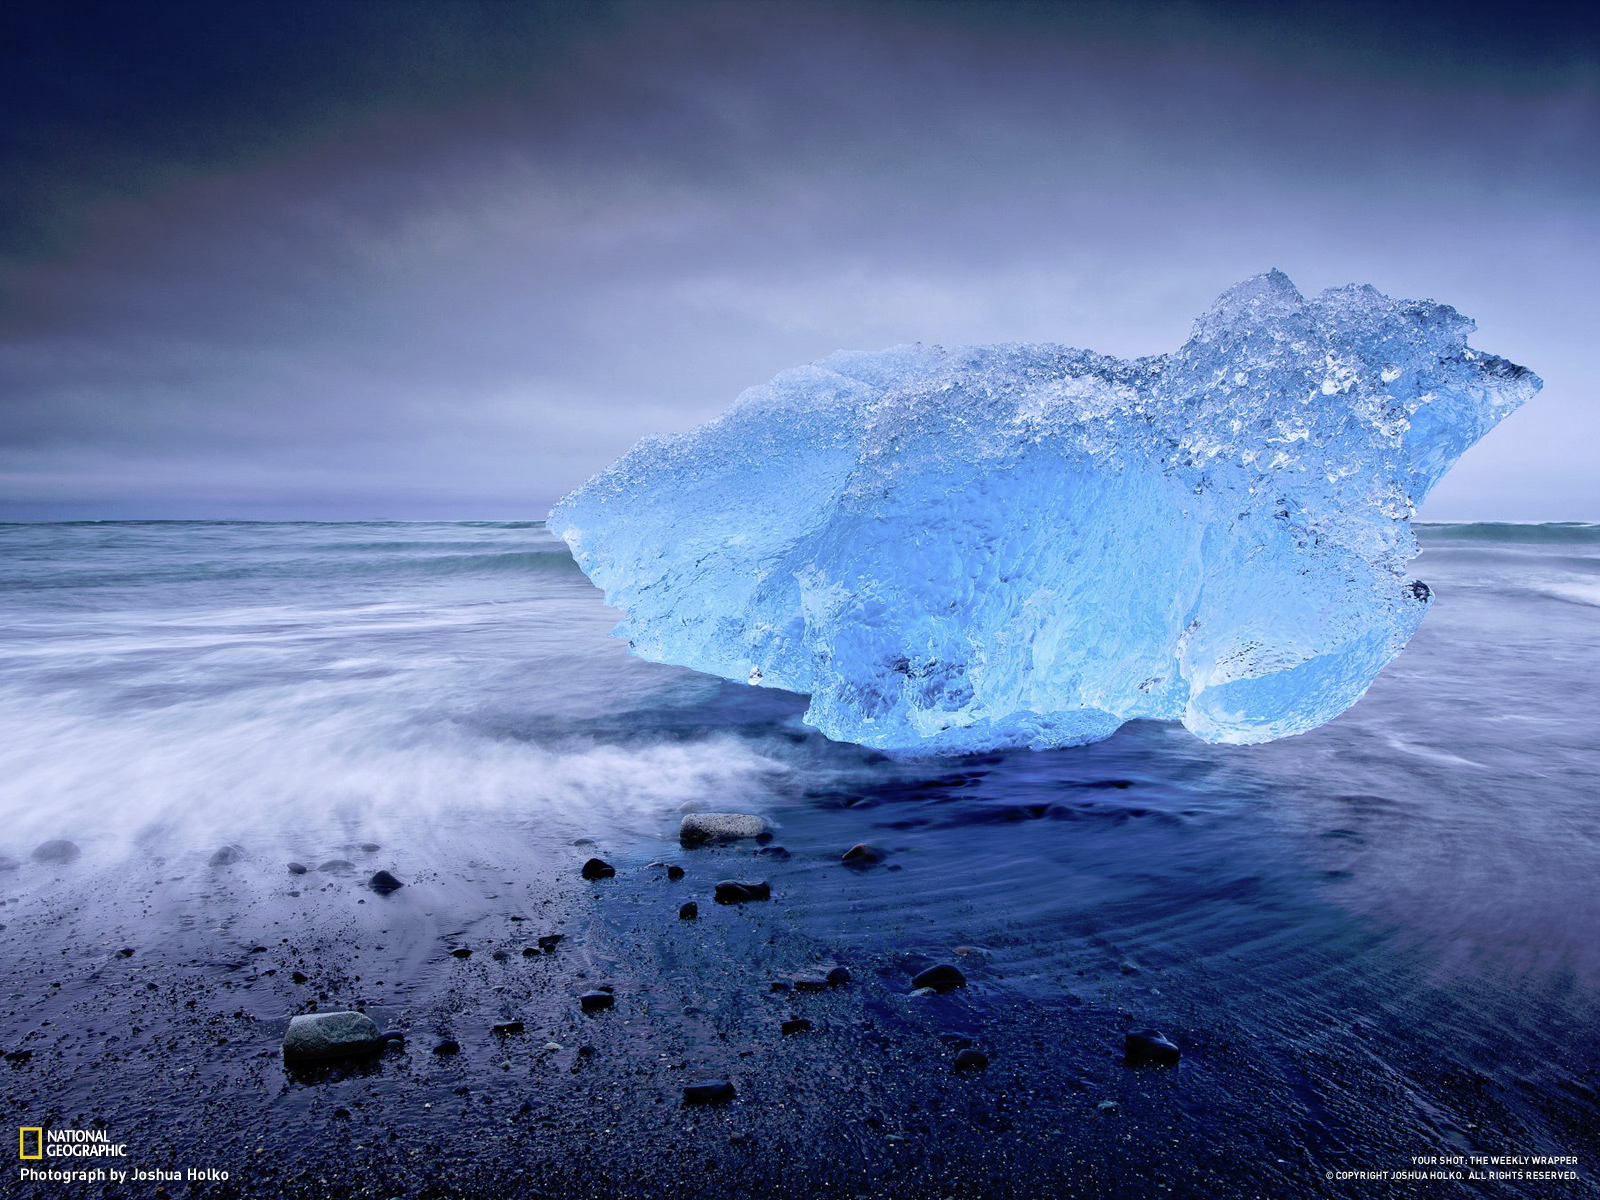 NATIONAL
GEOGRAPHIC
Photograph by Joshua Holko
YOUR SHOT: THE WEEKLY WRAPPER
© COPYRIGHT JOSHUA HOLKO. ALL RIGHTS RESERVED.